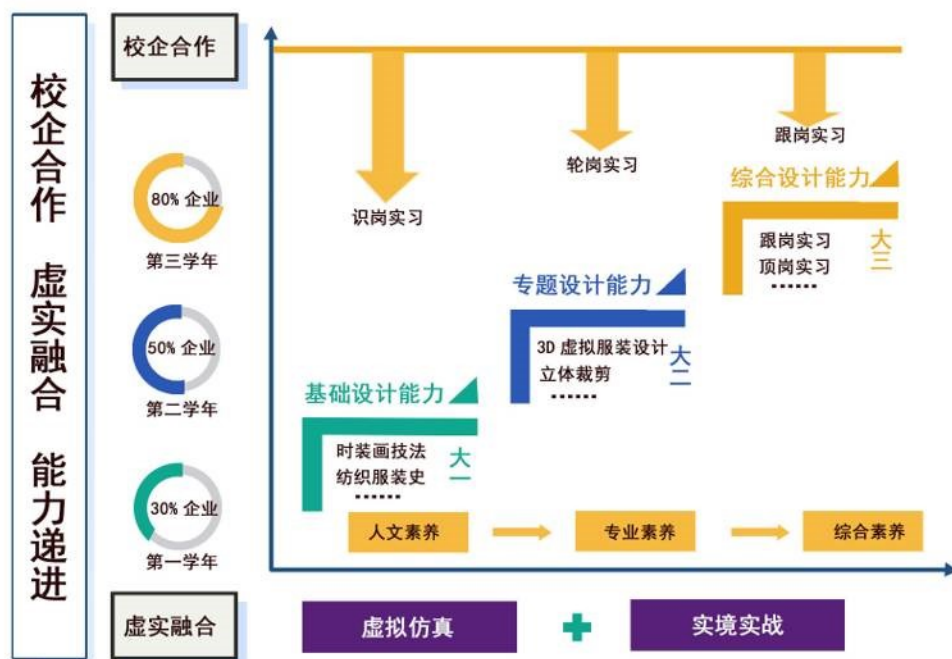 校企合作 虚实融合 能力递进
校企合作
80% 企业
第三学年
50% 企业
第二学年
30% 企业
第一学年
虚实融合
识岗实习
轮岗实习
跟岗实习
综合设计能力
跟岗实习
顶岗实习
......
大三
专题设计能力
3D 虚拟服装设计
立体裁剪
......
大二
基础设计能力
时装画技法
纺织服装史
......
大一
人文素养
专业素养
综合素养
虚拟仿真
+
实境实战